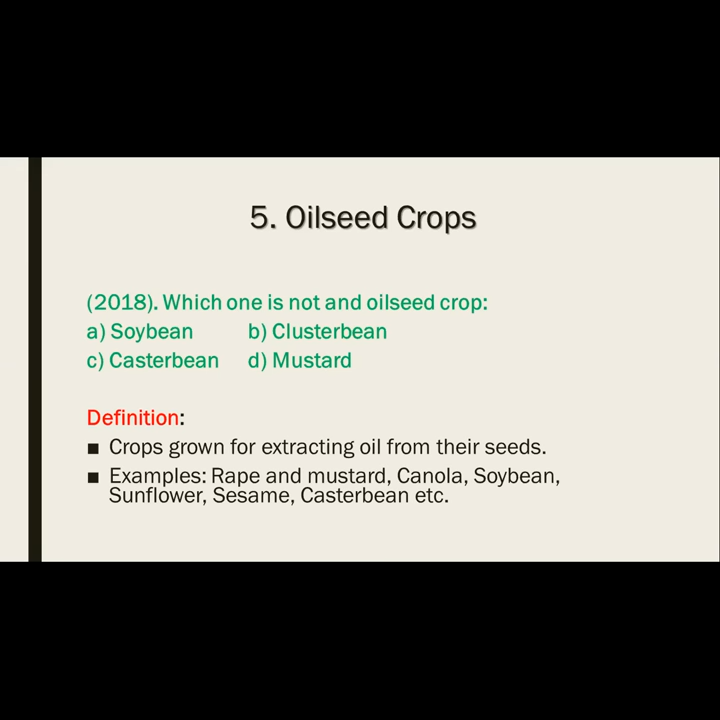 5. Oilseed Crops
(2018). Which one is not and oilseed crop:
a) Soybean b) Clusterbean
c) Casterbean d) Mustard
Definition:
■ Crops grown for extracting oil from their seeds.
■ Examples: Rape and mustard, Canola, Soybean,
Sunflower, Sesame, Casterbean etc.